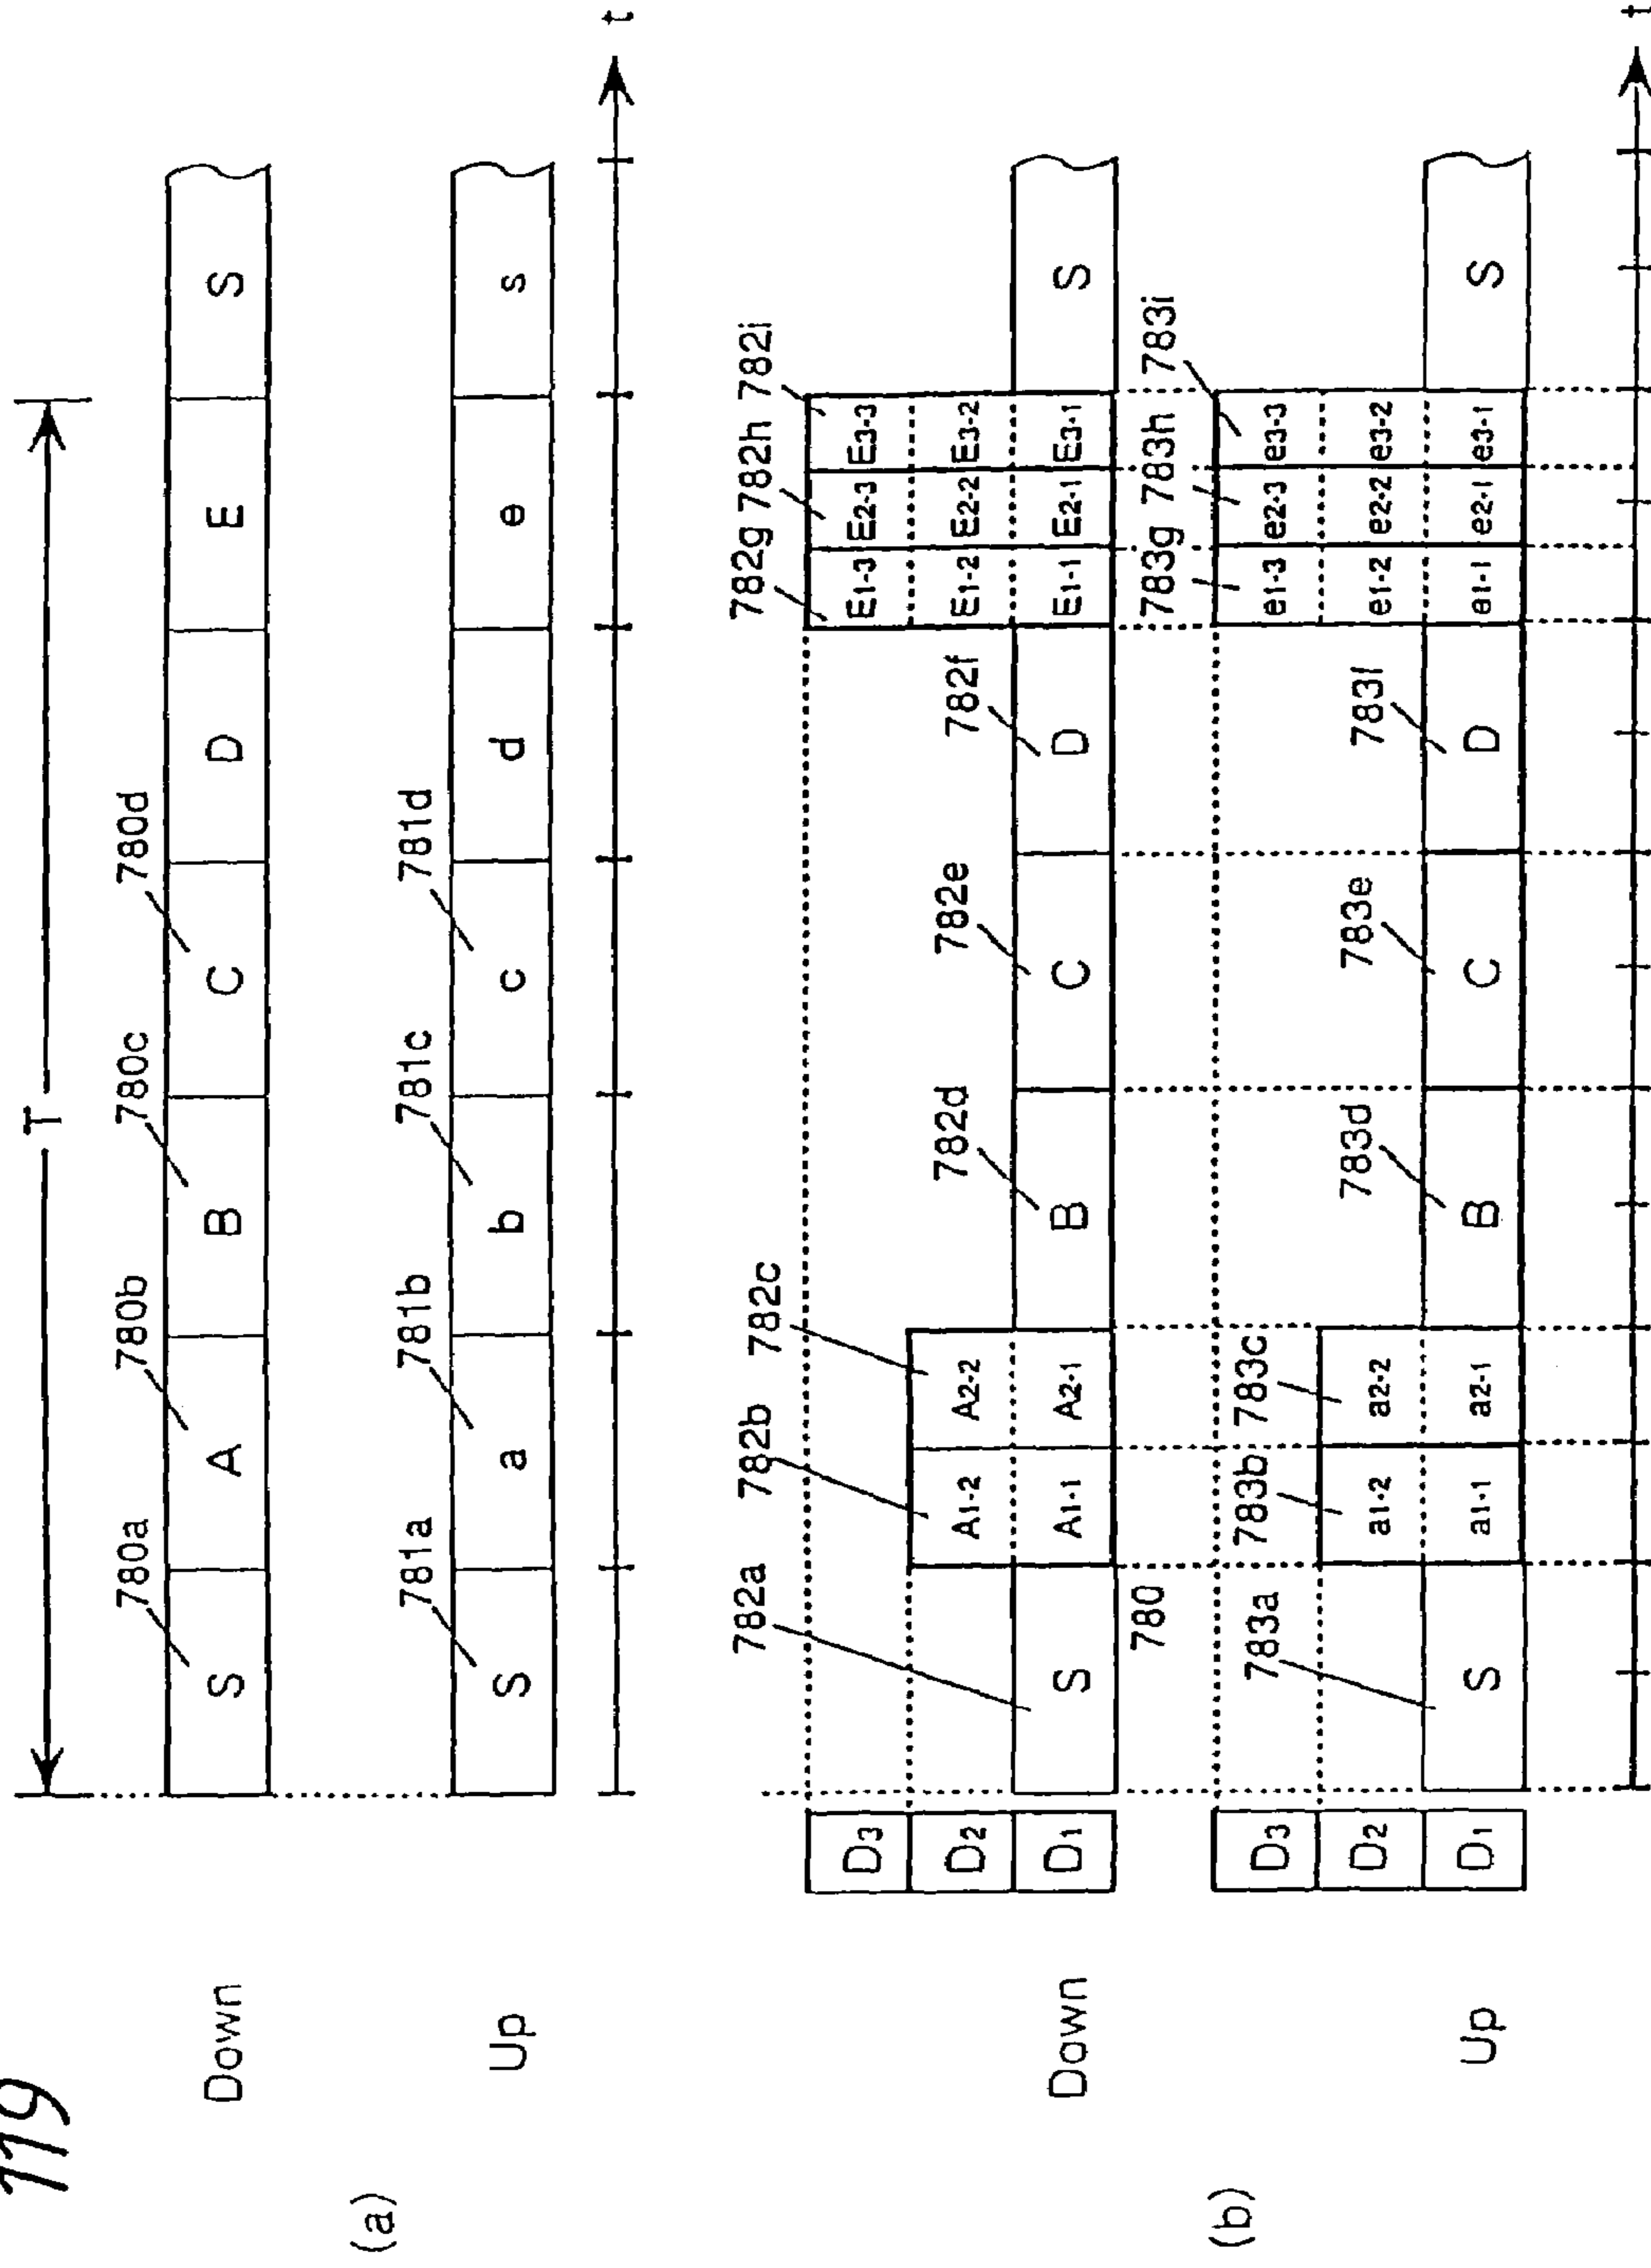 119
T
(a)
Down
780a 780b 780c 780d
S A B C D E S
Up
781a 781b 781c 781d
S a b c d e s
t
(b)
Down
782a 782b 782c 782d 782e 782f 782g 782h 782i
D3 E1-3 E2-3 E3-3
D2 A1-2 A2-2 E1-2 E2-2 E3-2
D1 S A1-1 A2-1 B C D E1-1 E2-1 E3-1 S
780
Up
783a 783b 783c 783d 783e 783f 783g 783h 783i
D3 e1-3 e2-3 e3-3
D2 a1-2 a2-2 e1-2 e2-2 e3-2
D1 S a1-1 a2-1 B C D e1-1 e2-1 e3-1 S
t